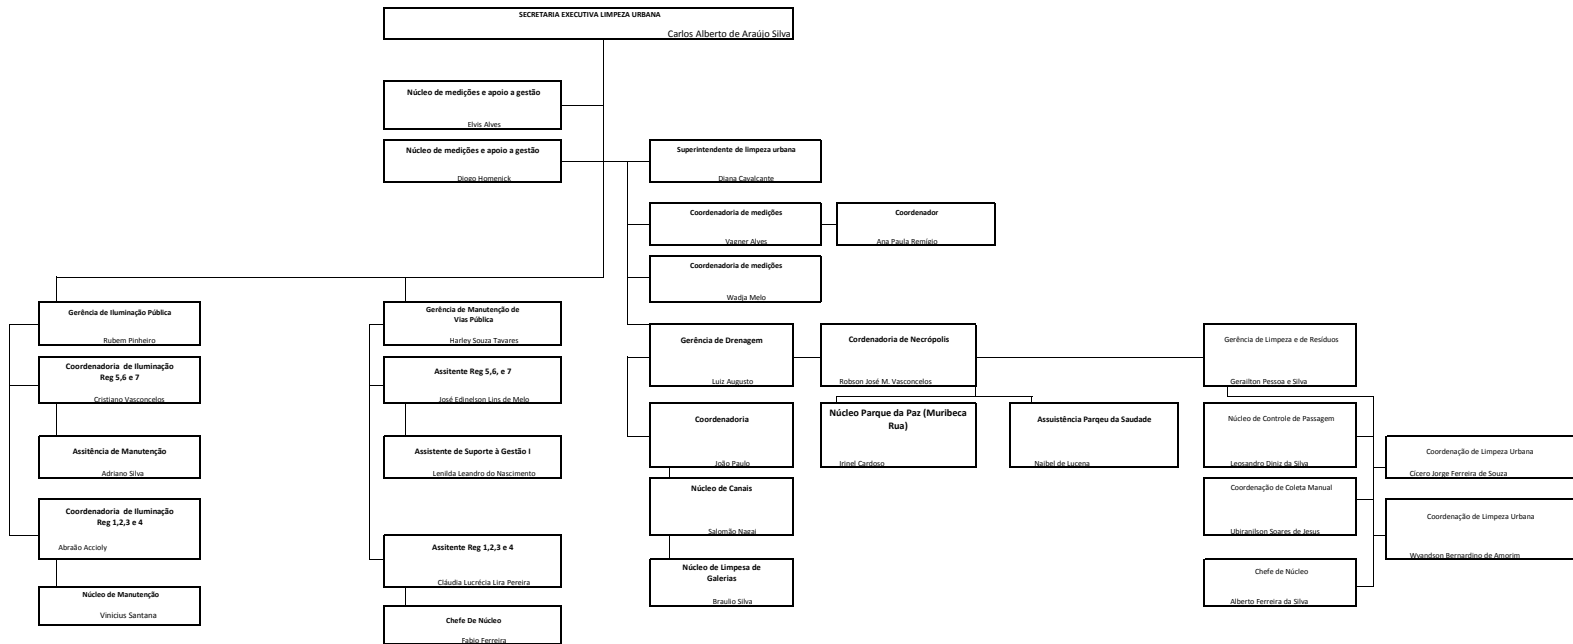 SECRETARIA EXECUTIVA LIMPEZA URBANA
Carlos Alberto de Araújo Silva
Núcleo de medições e apoio a gestão
Elvis Alves
Núcleo de medições e apoio a gestão
Diogo Homenick
Superintendente de limpeza urbana
Diana Cavalcante
Coordenadoria de medições
Vagner Alves
Coordenador
Ana Paula Remígio
Coordenadoria de medições
Wadja Melo
Gerência de Iluminação Pública
Rubem Pinheiro
Coordenadoria de Iluminação
Reg 5,6 e 7
Cristiano Vasconcelos
Assitência de Manutenção
Adriano Silva
Coordenadoria de Iluminação
Reg 1,2,3 e 4
Abraão Accioly
Núcleo de Manutenção
Vinicius Santana
Gerência de Manutenção de
Vias Pública
Harley Souza Tavares
Assitente Reg 5,6, e 7
José Edinelson Lins de Melo
Assistente de Suporte à Gestão I
Lenilda Leandro do Nascimento
Assitente Reg 1,2,3 e 4
Cláudia Lucrécia Lira Pereira
Chefe De Núcleo
Fabio Ferreira
Gerência de Drenagem
Luiz Augusto
Coordenadoria
João Paulo
Núcleo de Canais
Salomão Nagai
Núcleo de Limpesa de
Galerias
Braulio Silva
Cordenadoria de Necrópolis
Robson José M. Vasconcelos
Núcleo Parque da Paz (Muribeca
Rua)
Irinel Cardoso
Assuistência Parqeu da Saudade
Naibel de Lucena
Gerência de Limpeza e de Resíduos
Gerailton Pessoa e Silva
Núcleo de Controle de Passagem
Leosandro Diniz da Silva
Coordenação de Coleta Manual
Ubiranilson Soares de Jesus
Chefe de Núcleo
Alberto Ferreira da Silva
Coordenação de Limpeza Urbana
Cícero Jorge Ferreira de Souza
Coordenação de Limpeza Urbana
Wyandson Bernardino de Amorim